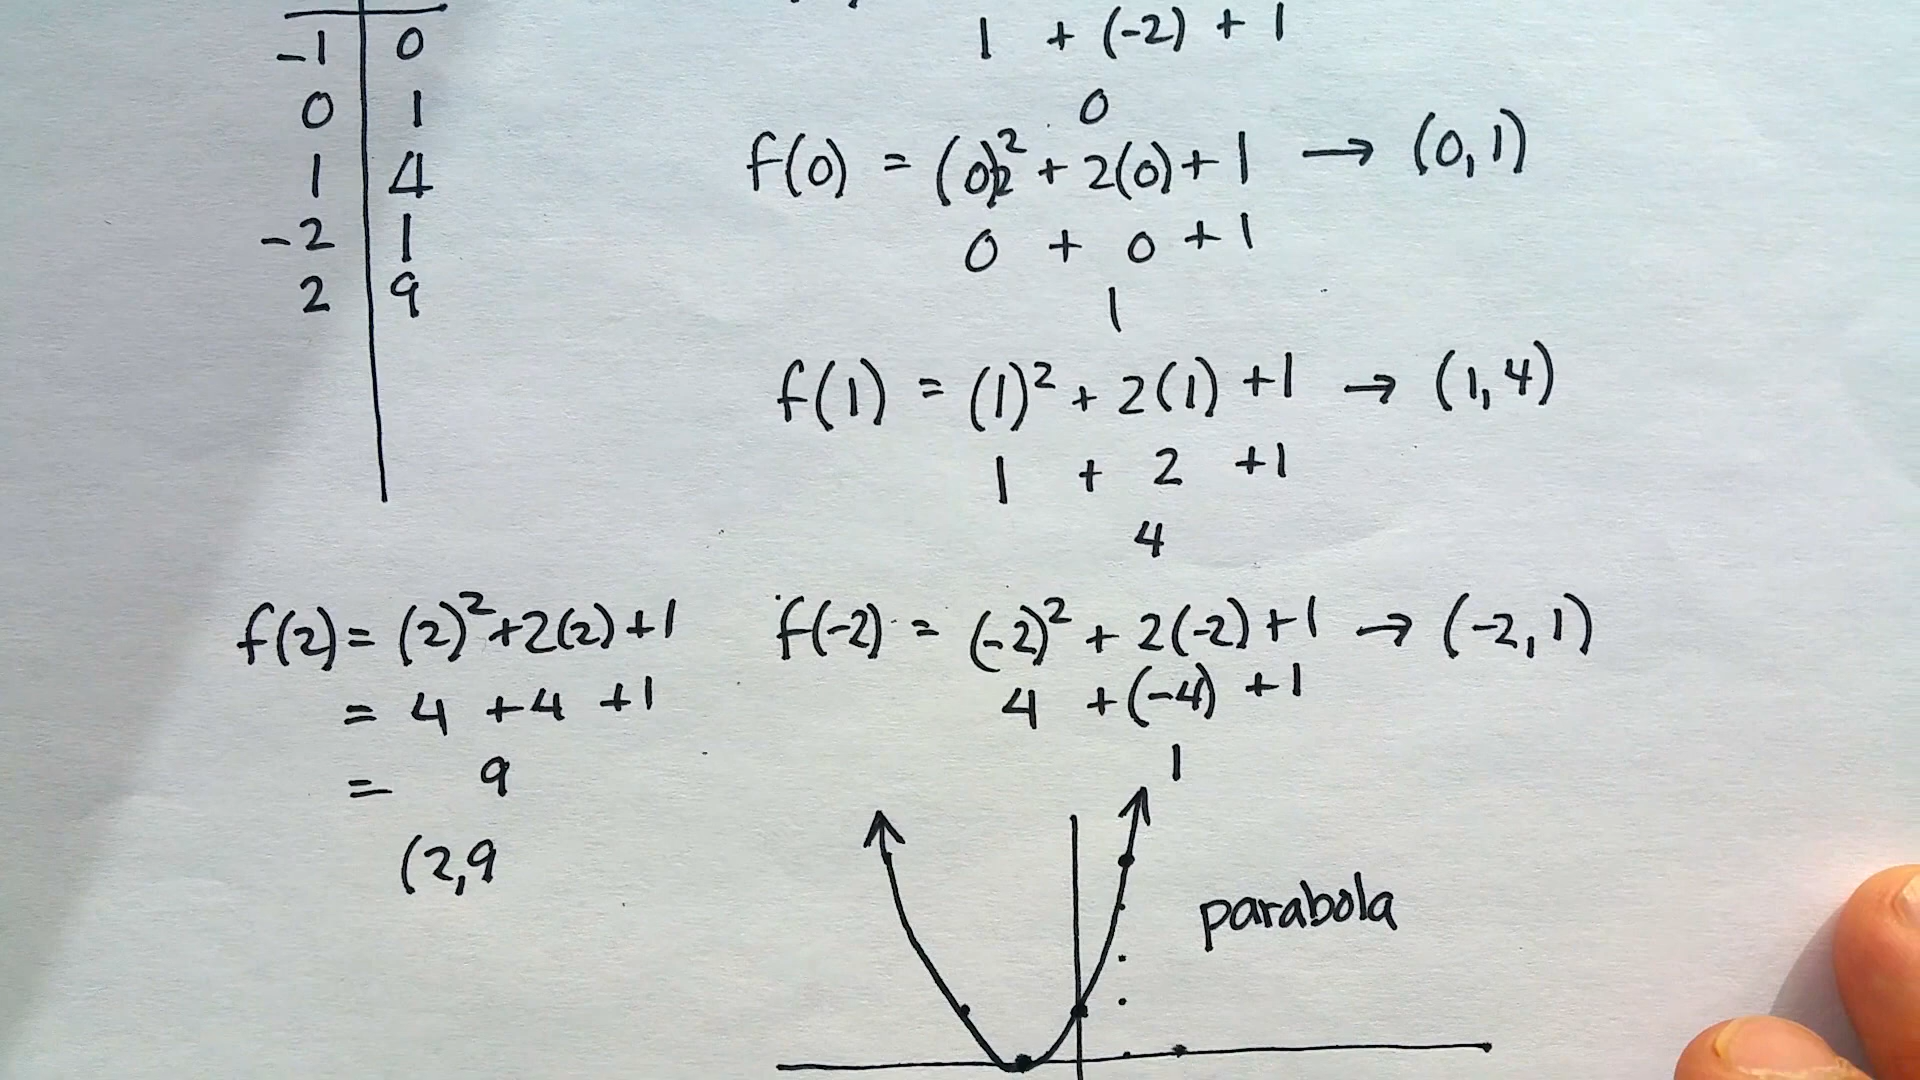 -1 | 0
0 | 1
1 | 4
-2 | 1
2 | 9
1 + (-2) + 1
0
f(0) = (0)² + 2(0) + 1 → (0,1)
0 + 0 + 1
1
f(1) = (1)² + 2(1) + 1 → (1,4)
1 + 2 + 1
4
f(2) = (2)² + 2(2) + 1
= 4 + 4 + 1
= 9
(2,9
f(-2) = (-2)² + 2(-2) + 1 → (-2,1)
4 + (-4) + 1
1
parabola